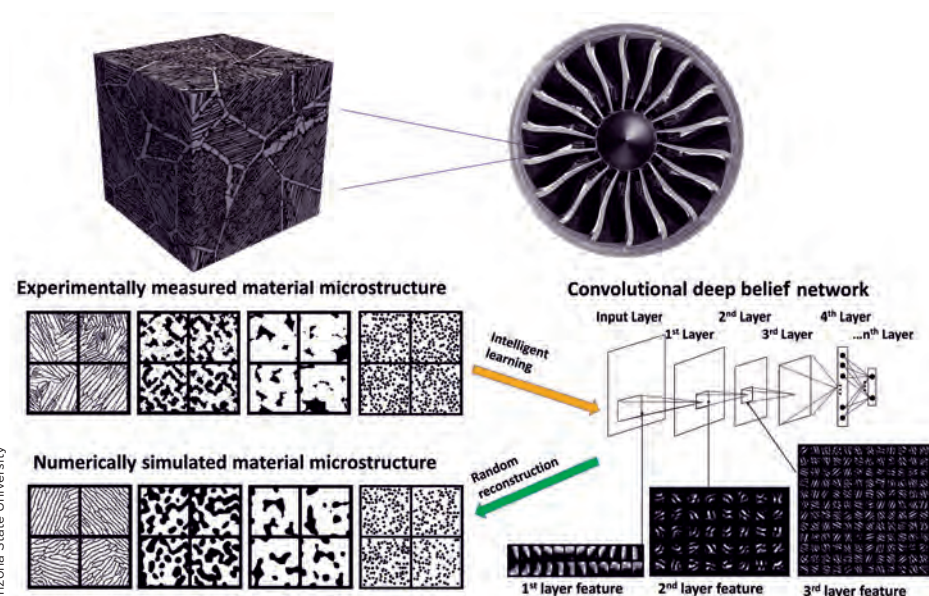 Experimentally measured material microstructure
Convolutional deep belief network
Input Layer
1st Layer
2nd Layer
3rd Layer
4th Layer
...nth Layer
Intelligent
learning
Numerically simulated material microstructure
Random
reconstruction
1st layer feature
2nd layer feature
3rd layer feature
State University